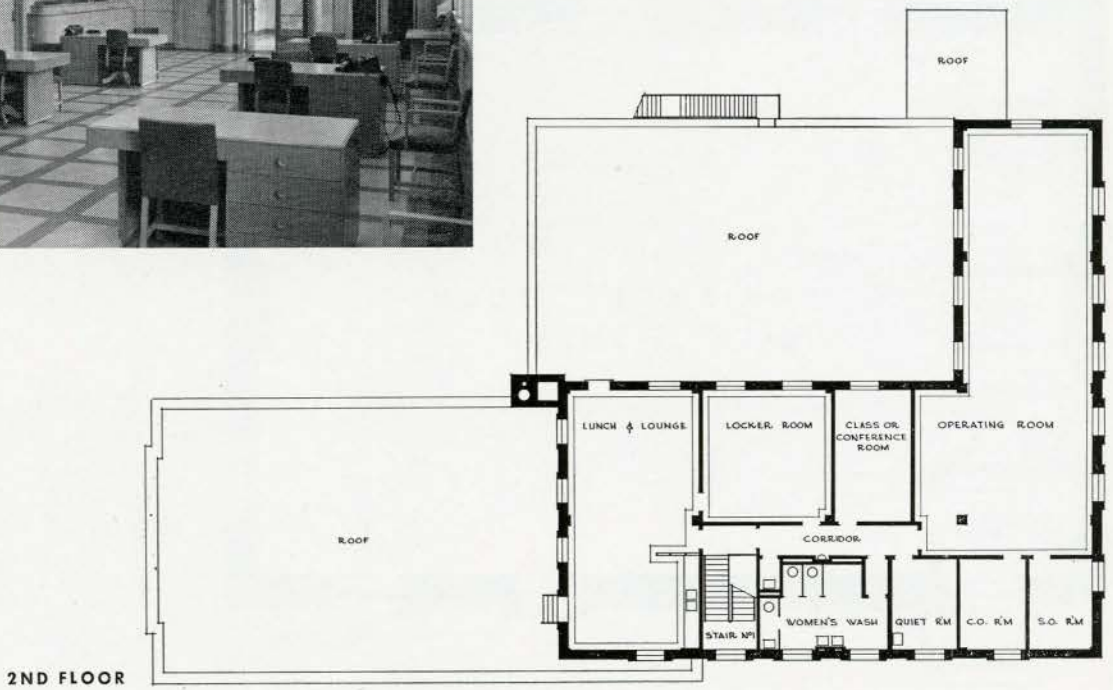 ROOF
ROOF
LUNCH & LOUNGE
LOCKER ROOM
CLASS OR
CONFERENCE
ROOM
OPERATING ROOM
ROOF
CORRIDOR
STAIR Nº1
WOMEN'S WASH
QUIET R'M
C.O. R'M
S.O. R'M
2ND FLOOR